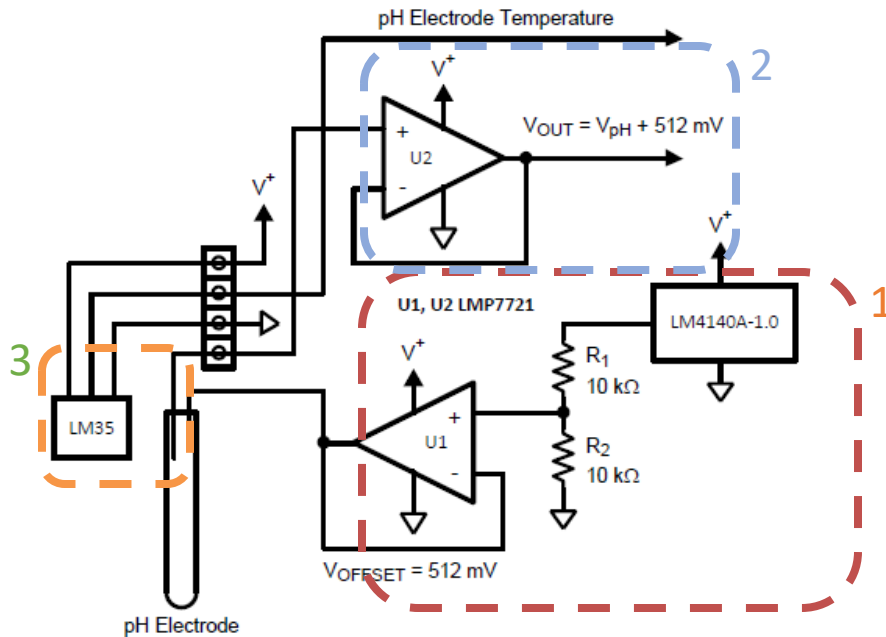 pH Electrode Temperature
2
V+
+
U2
-
VOUT = VpH + 512 mV
V+
V+
U1, U2 LMP7721
1
LM4140A-1.0
3
V+
R1
10 kΩ
LM35
+
U1
-
R2
10 kΩ
VOFFSET = 512 mV
pH Electrode